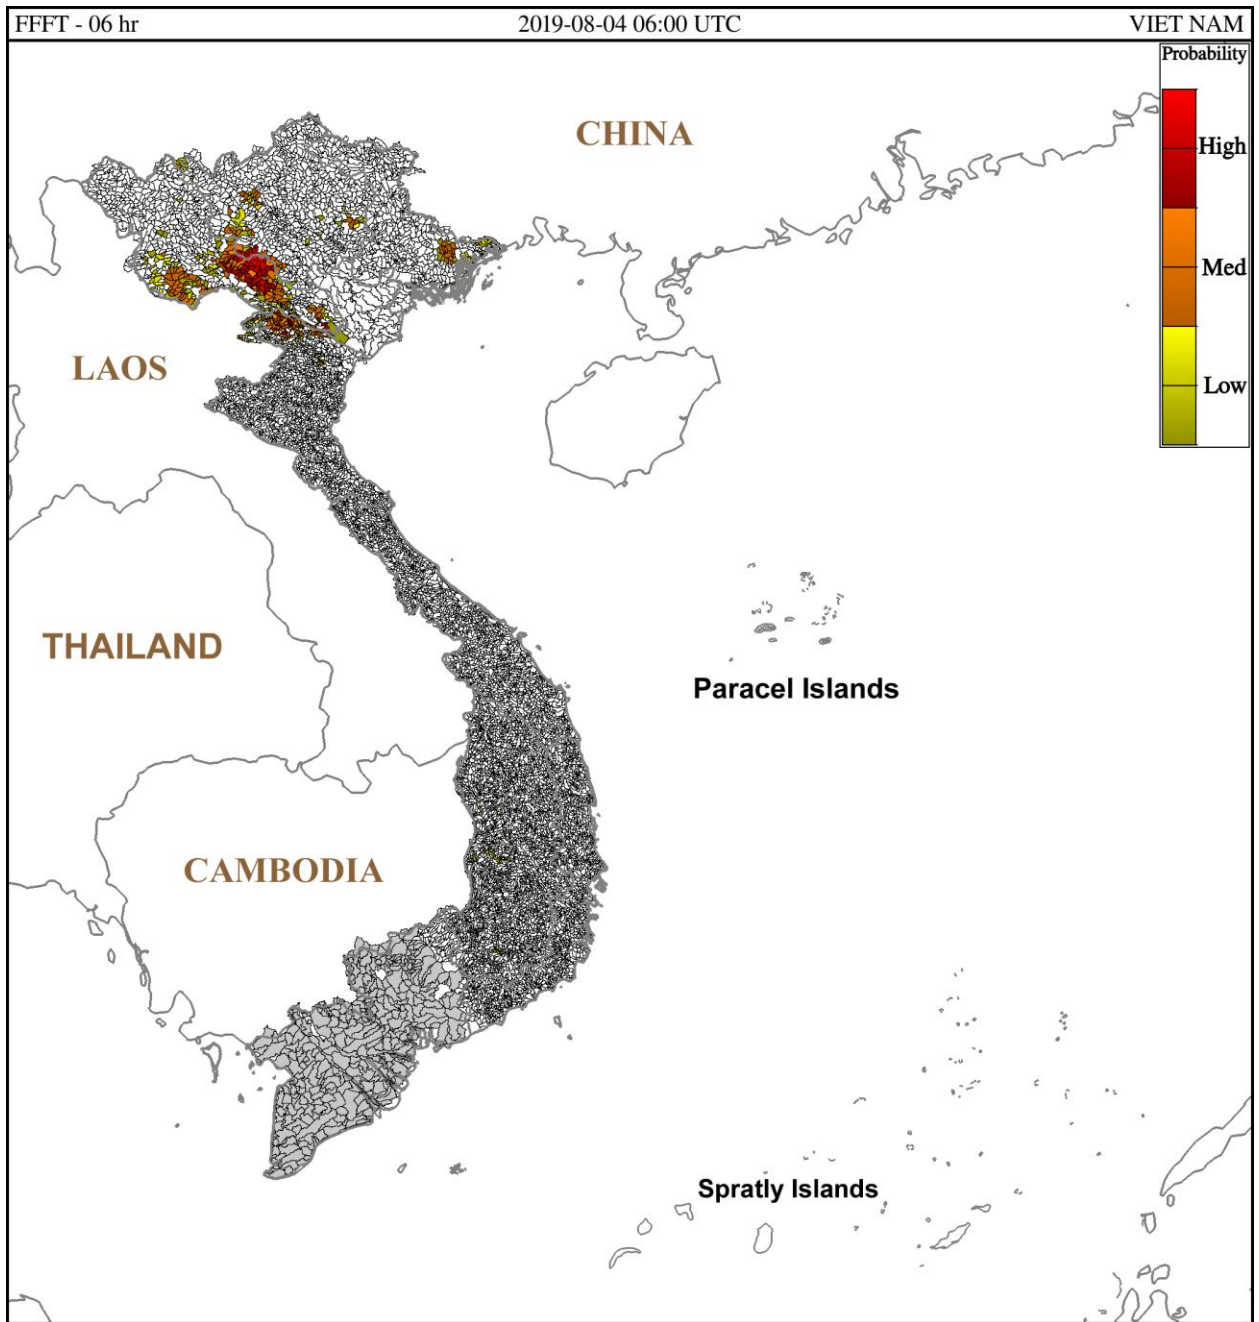 FFFT - 06 hr
2019-08-04 06:00 UTC
VIET NAM
Probability
High
Med
Low
CHINA
LAOS
THAILAND
Paracel Islands
CAMBODIA
Spratly Islands